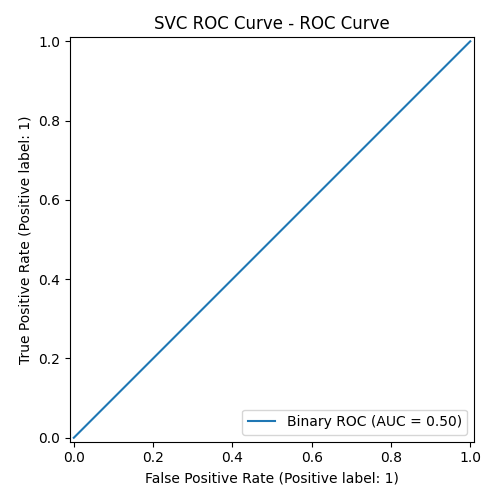 SVC ROC Curve - ROC Curve
True Positive Rate (Positive label: 1)
1.0
0.8
0.6
0.4
0.2
0.0
Binary ROC (AUC = 0.50)
0.0 0.2 0.4 0.6 0.8 1.0
False Positive Rate (Positive label: 1)